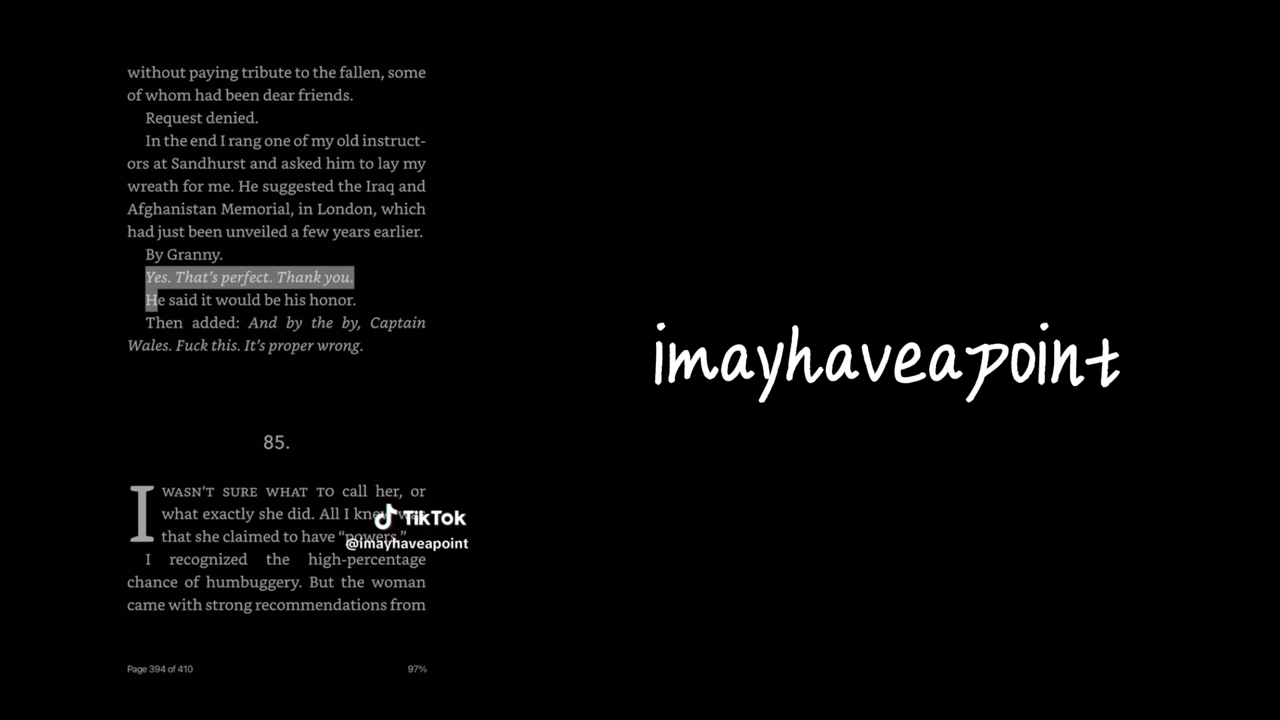 without paying tribute to the fallen, some
of whom had been dear friends.
Request denied.
In the end I rang one of my old instruct-
ors at Sandhurst and asked him to lay my
wreath for me. He suggested the Iraq and
Afghanistan Memorial, in London, which
had just been unveiled a few years earlier.
By Granny.
Yes. That's perfect. Thank you.
He said it would be his honor.
Then added: And by the by, Captain
Wales. Fuck this. It's proper wrong.
85.
I WASN'T SURE WHAT TO call her, or
what exactly she did. All I knew was
that she claimed to have “powers.”
I recognized the high-percentage
chance of humbuggery. But the woman
came with strong recommendations from
Page 394 of 410
97%
TikTok
@imayhaveapoint
imayhaveapoint